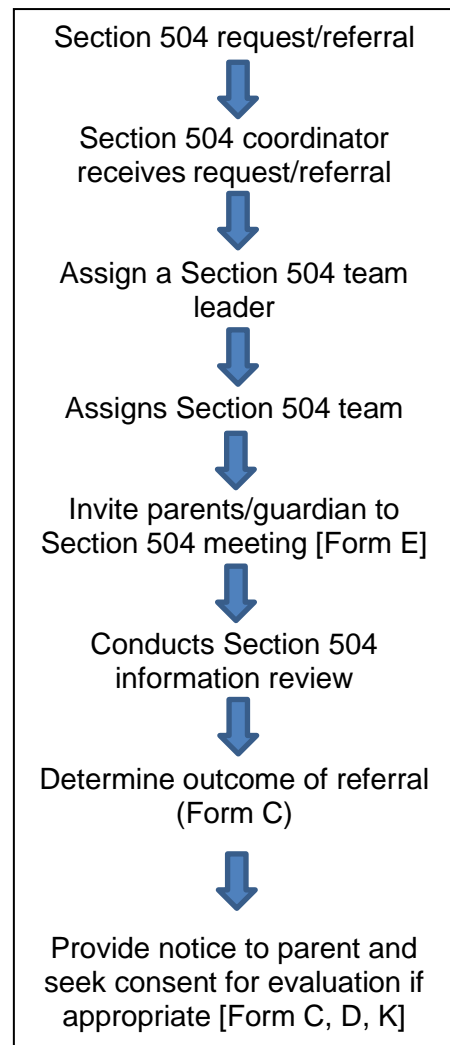 Section 504 request/referral
Section 504 coordinator
receives request/referral
Assign a Section 504 team
leader
Assigns Section 504 team
Invite parents/guardian to
Section 504 meeting [Form E]
Conducts Section 504
information review
Determine outcome of referral
(Form C)
Provide notice to parent and
seek consent for evaluation if
appropriate [Form C, D, K]